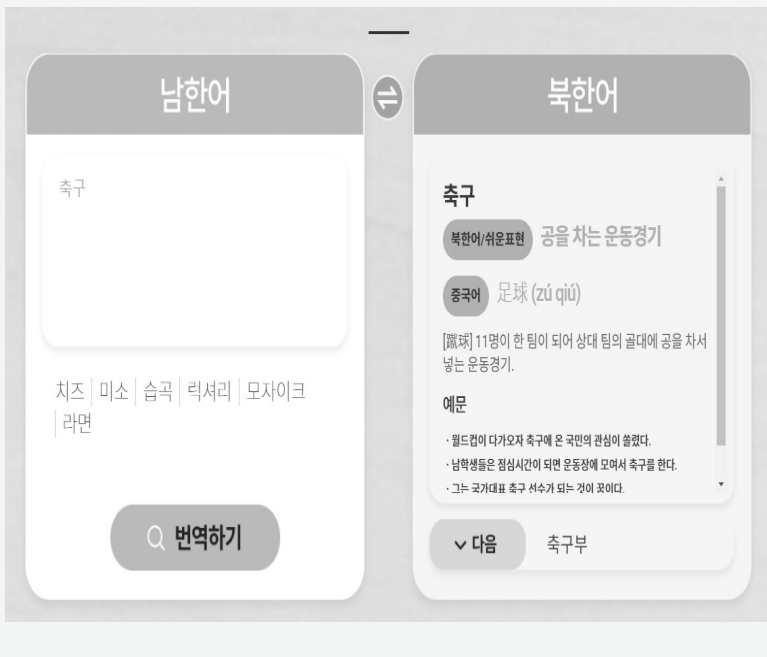 남한어
축구
치즈 미소 습곡 럭셔리 모자이크
라면
번역하기
북한어
축구
북한어/쉬운표현 공을 차는 운동경기
중국어 足球 (zú qiú)
[蹴球] 11명이 한 팀이 되어 상대 팀의 골대에 공을 차서
넣는 운동경기.
예문
· 월드컵이 다가오자 축구에 온 국민의 관심이 쏠렸다.
· 남학생들은 점심시간이 되면 운동장에 모여서 축구를 한다.
· 그는 국가대표 축구 선수가 되는 것이 꿈이다.
다음 축구부